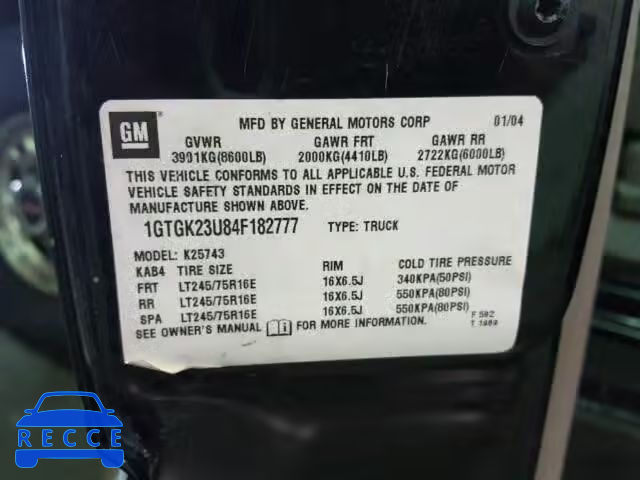 GM
MFD BY GENERAL MOTORS CORP 01/04
GVWR GAWR FRT GAWR RR
3901KG(8600LB) 2000KG(4410LB) 2722KG(6000LB)
THIS VEHICLE CONFORMS TO ALL APPLICABLE U.S. FEDERAL MOTOR
VEHICLE SAFETY STANDARDS IN EFFECT ON THE DATE OF
MANUFACTURE SHOWN ABOVE.
1GTGK23U84F182777 TYPE: TRUCK
MODEL: K25743
KAB4 TIRE SIZE RIM COLD TIRE PRESSURE
FRT LT245/75R16E 16X6.5J 340KPA(50PSI)
RR LT245/75R16E 16X6.5J 550KPA(80PSI)
SPA LT245/75R16E 16X6.5J 550KPA(80PSI)
SEE OWNER'S MANUAL FOR MORE INFORMATION.
F 592
T 1989
RECCE